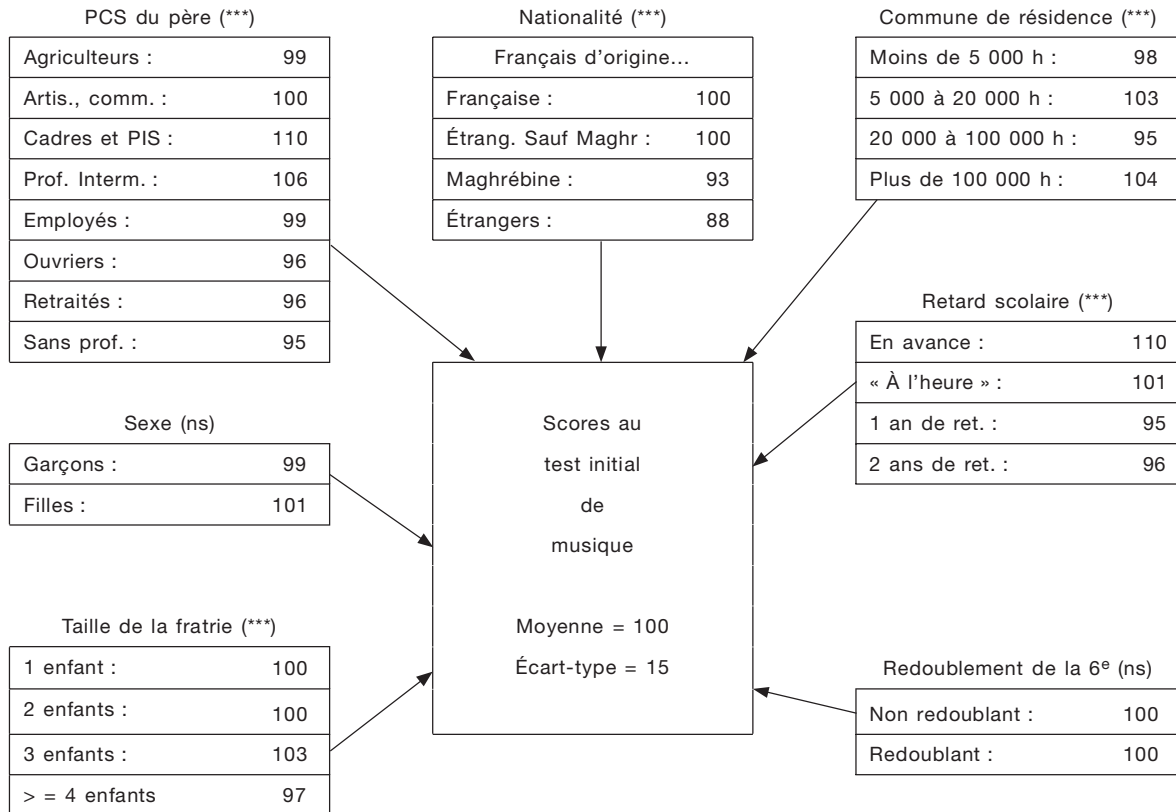 PCS du père (***)
Agriculteurs : 99
Artis., comm. : 100
Cadres et PIS : 110
Prof. Interm. : 106
Employés : 99
Ouvriers : 96
Retraités : 96
Sans prof. : 95
Nationalité (***)
Français d'origine...
Française : 100
Étrang. Sauf Maghr : 100
Maghrébine : 93
Étrangers : 88
Commune de résidence (***)
Moins de 5 000 h : 98
5 000 à 20 000 h : 103
20 000 à 100 000 h : 95
Plus de 100 000 h : 104
Retard scolaire (***)
En avance : 110
« À l'heure » : 101
1 an de ret. : 95
2 ans de ret. : 96
Sexe (ns)
Garçons : 99
Filles : 101
Scores au
test initial
de
musique
Moyenne = 100
Écart-type = 15
Taille de la fratrie (***)
1 enfant : 100
2 enfants : 100
3 enfants : 103
> = 4 enfants 97
Redoublement de la 6e (ns)
Non redoublant : 100
Redoublant : 100